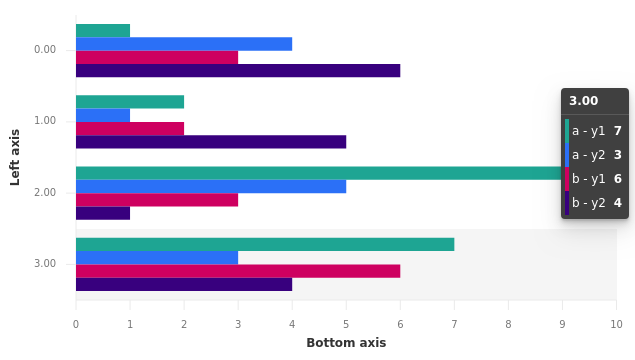 Left axis
0.00
1.00
2.00
3.00
3.00
a - y1 7
a - y2 3
b - y1 6
b - y2 4
0 1 2 3 4 5 6 7 8 9 10
Bottom axis